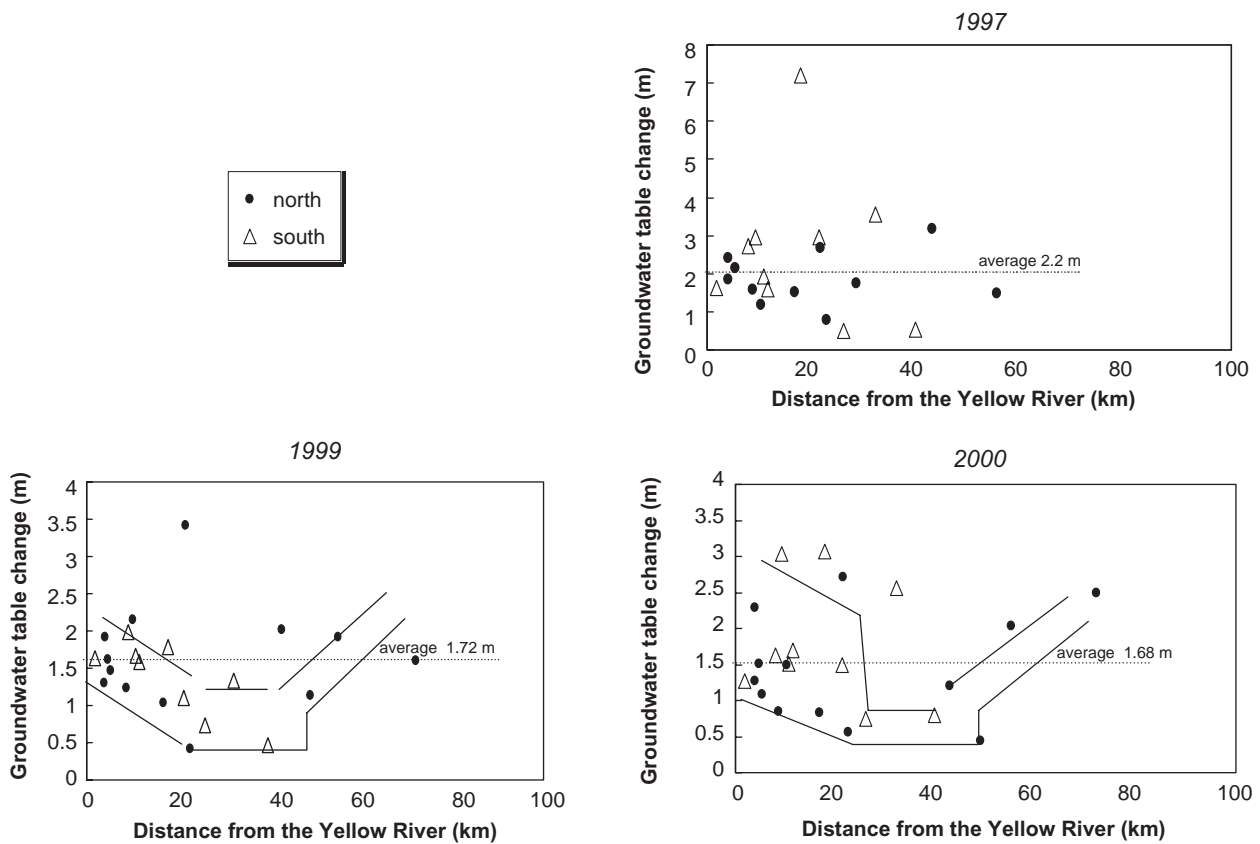 1997
Groundwater table change (m)
8
7
6
5
4
3
2
1
0
average 2.2 m
0 20 40 60 80 100
Distance from the Yellow River (km)
north
south
1999
Groundwater table change (m)
4
3.5
3
2.5
2
1.5
1
0.5
0
average 1.72 m
0 20 40 60 80 100
Distance from the Yellow River (km)
2000
Groundwater table change (m)
4
3.5
3
2.5
2
1.5
1
0.5
0
average 1.68 m
0 20 40 60 80 100
Distance from the Yellow River (km)